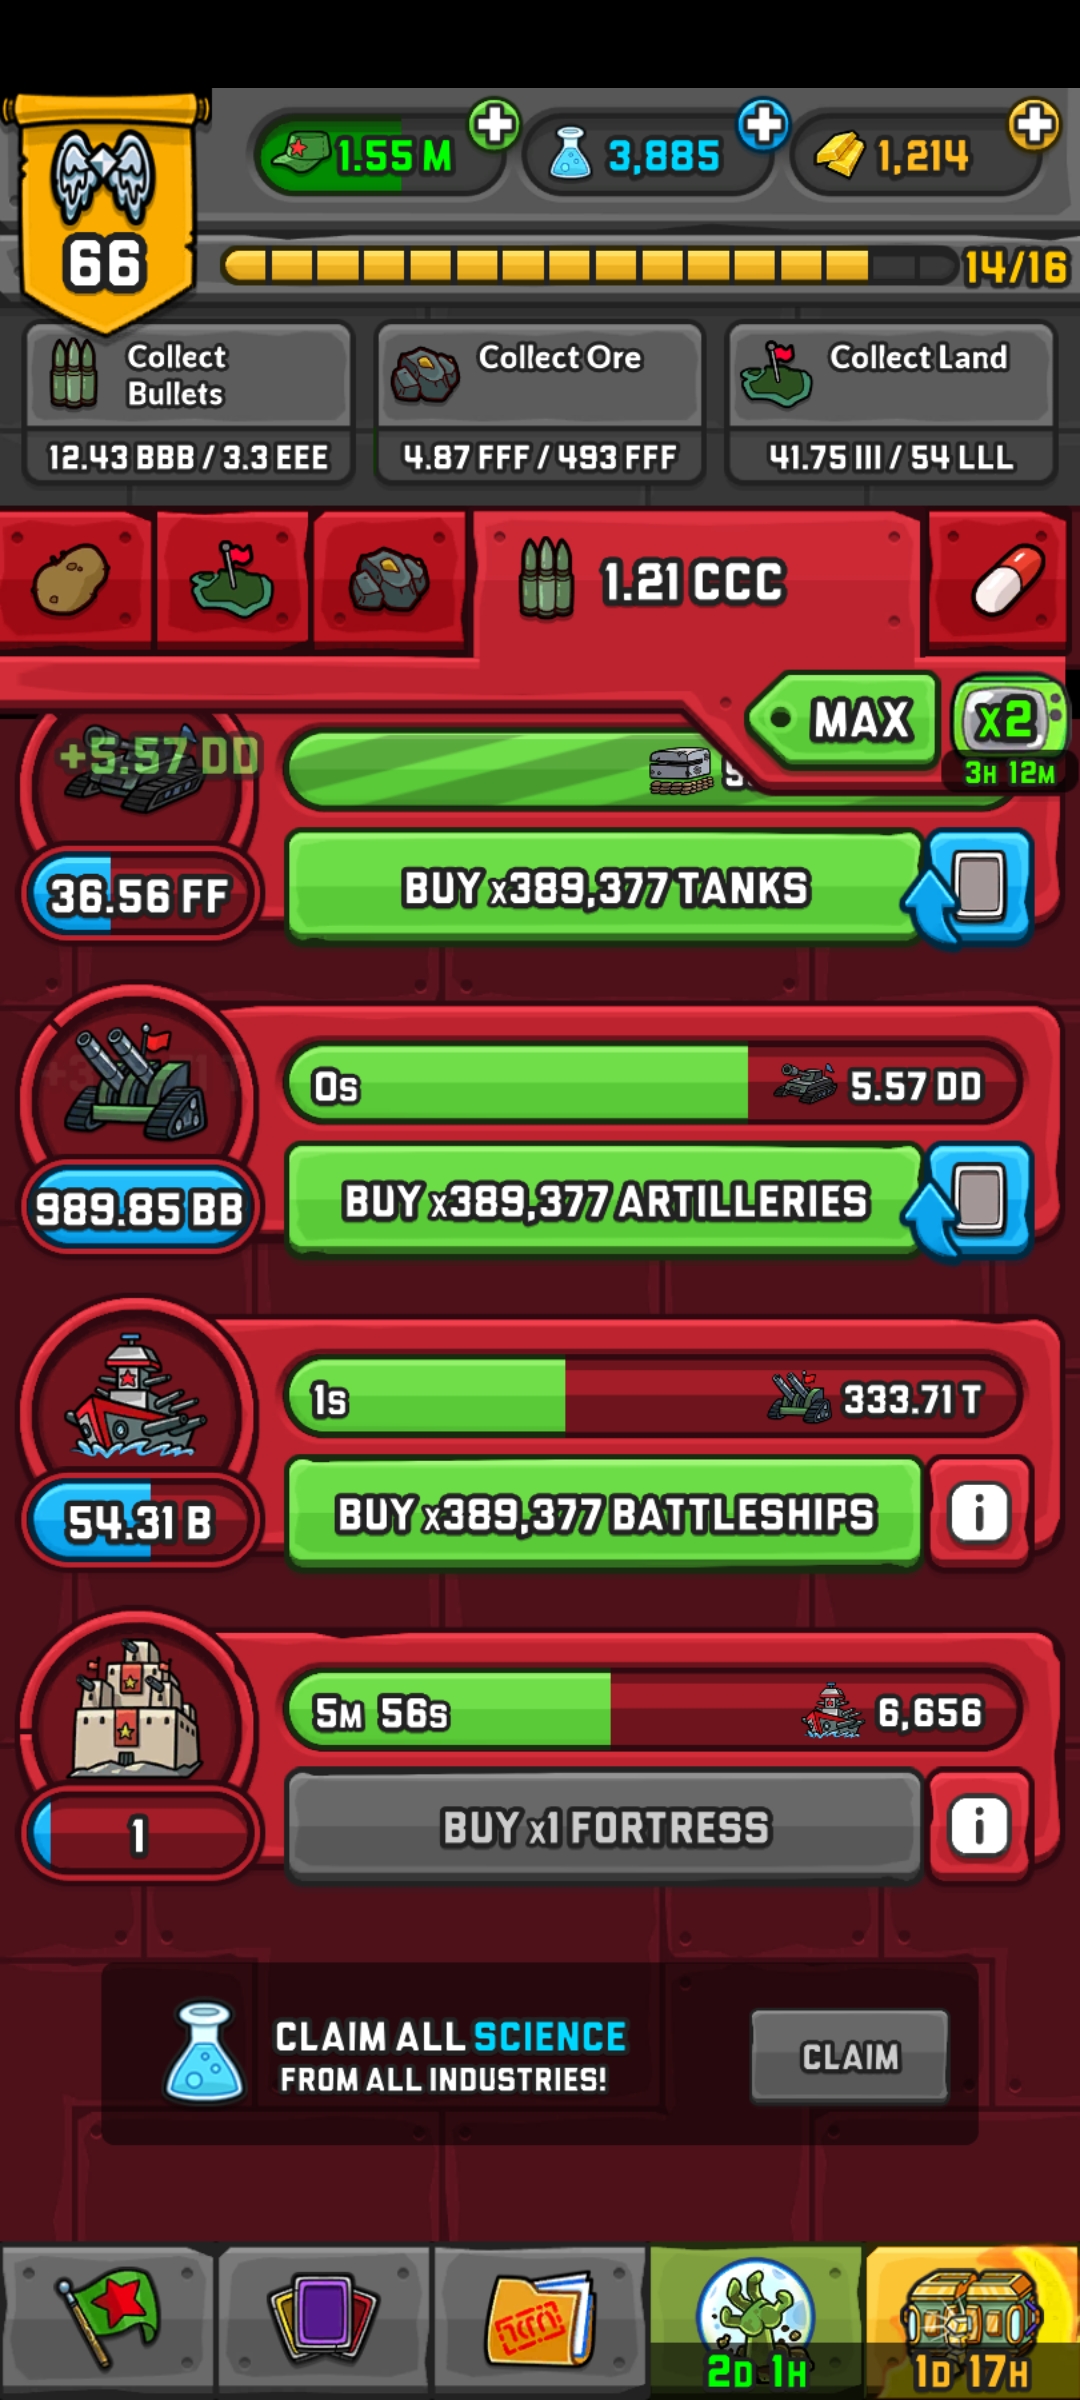 1.55 M
3,885
1,214
66
14/16
Collect
Bullets
Collect Ore
Collect Land
12.43 BBB / 3.3 EEE
4.87 FFF / 493 FFF
41.75 III / 54 LLL
1.21 CCC
MAX
x2
3H 12M
+5.57 DD
36.56 FF
BUY x389,377 TANKS
0s
5.57 DD
989.85 BB
BUY x389,377 ARTILLERIES
1s
333.71 T
54.31 B
BUY x389,377 BATTLESHIPS
i
5M 56s
6,656
1
BUY x1 FORTRESS
i
CLAIM ALL SCIENCE
FROM ALL INDUSTRIES!
CLAIM
2D 1H
1D 17H